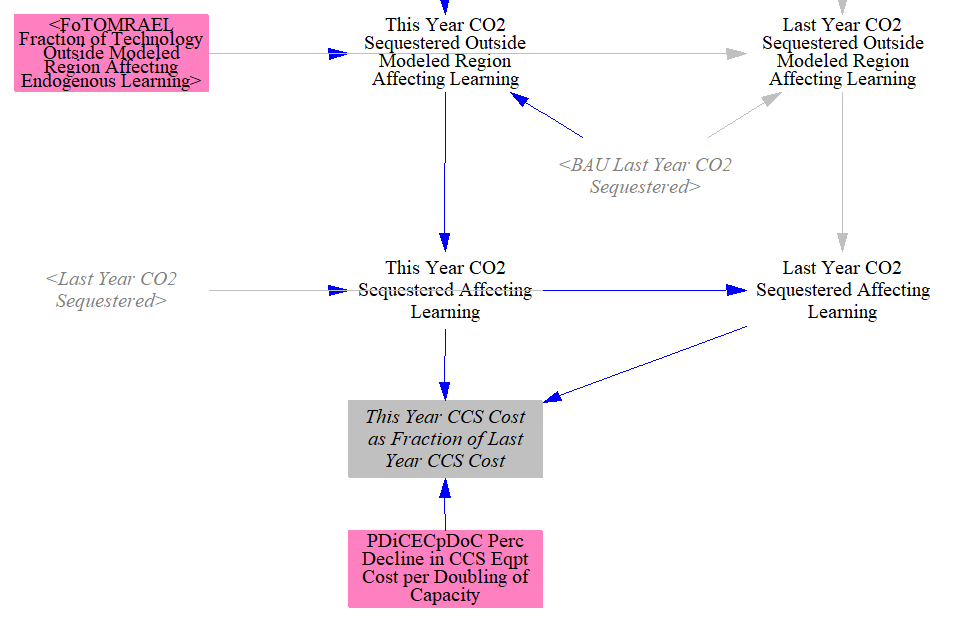 <FoTOMRAEL
Fraction of Technology
Outside Modeled
Region Affecting
Endogenous Learning>
This Year CO2
Sequestered Outside
Modeled Region
Affecting Learning
Last Year CO2
Sequestered Outside
Modeled Region
Affecting Learning
<BAU Last Year CO2
Sequestered>
<Last Year CO2
Sequestered>
This Year CO2
Sequestered Affecting
Learning
Last Year CO2
Sequestered Affecting
Learning
This Year CCS Cost
as Fraction of Last
Year CCS Cost
PDiCECpDoC Perc
Decline in CCS Eqpt
Cost per Doubling of
Capacity